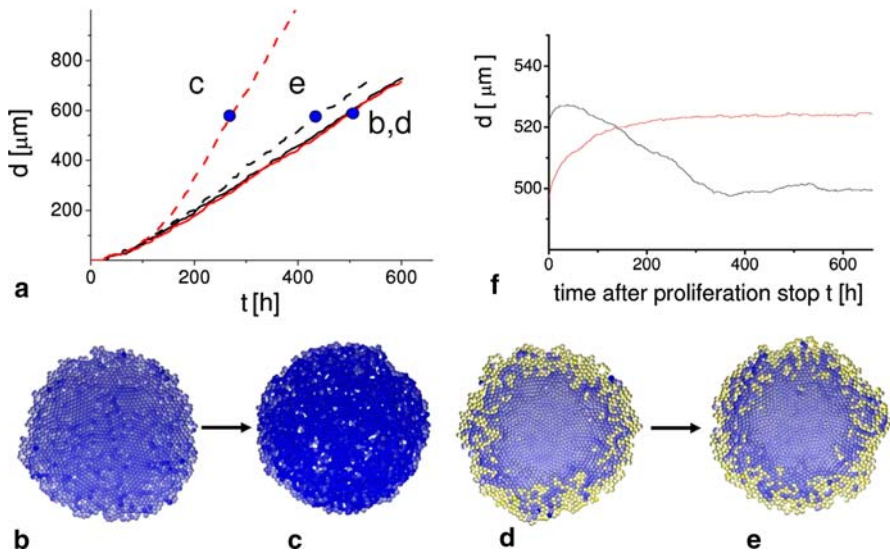 800
600
400
200
d [μm]
c
e
b,d
0
200
400
600
t [h]
a
540
520
500
d [ μm]
0
200
400
600
time after proliferation stop t [h]
f
b
c
d
e